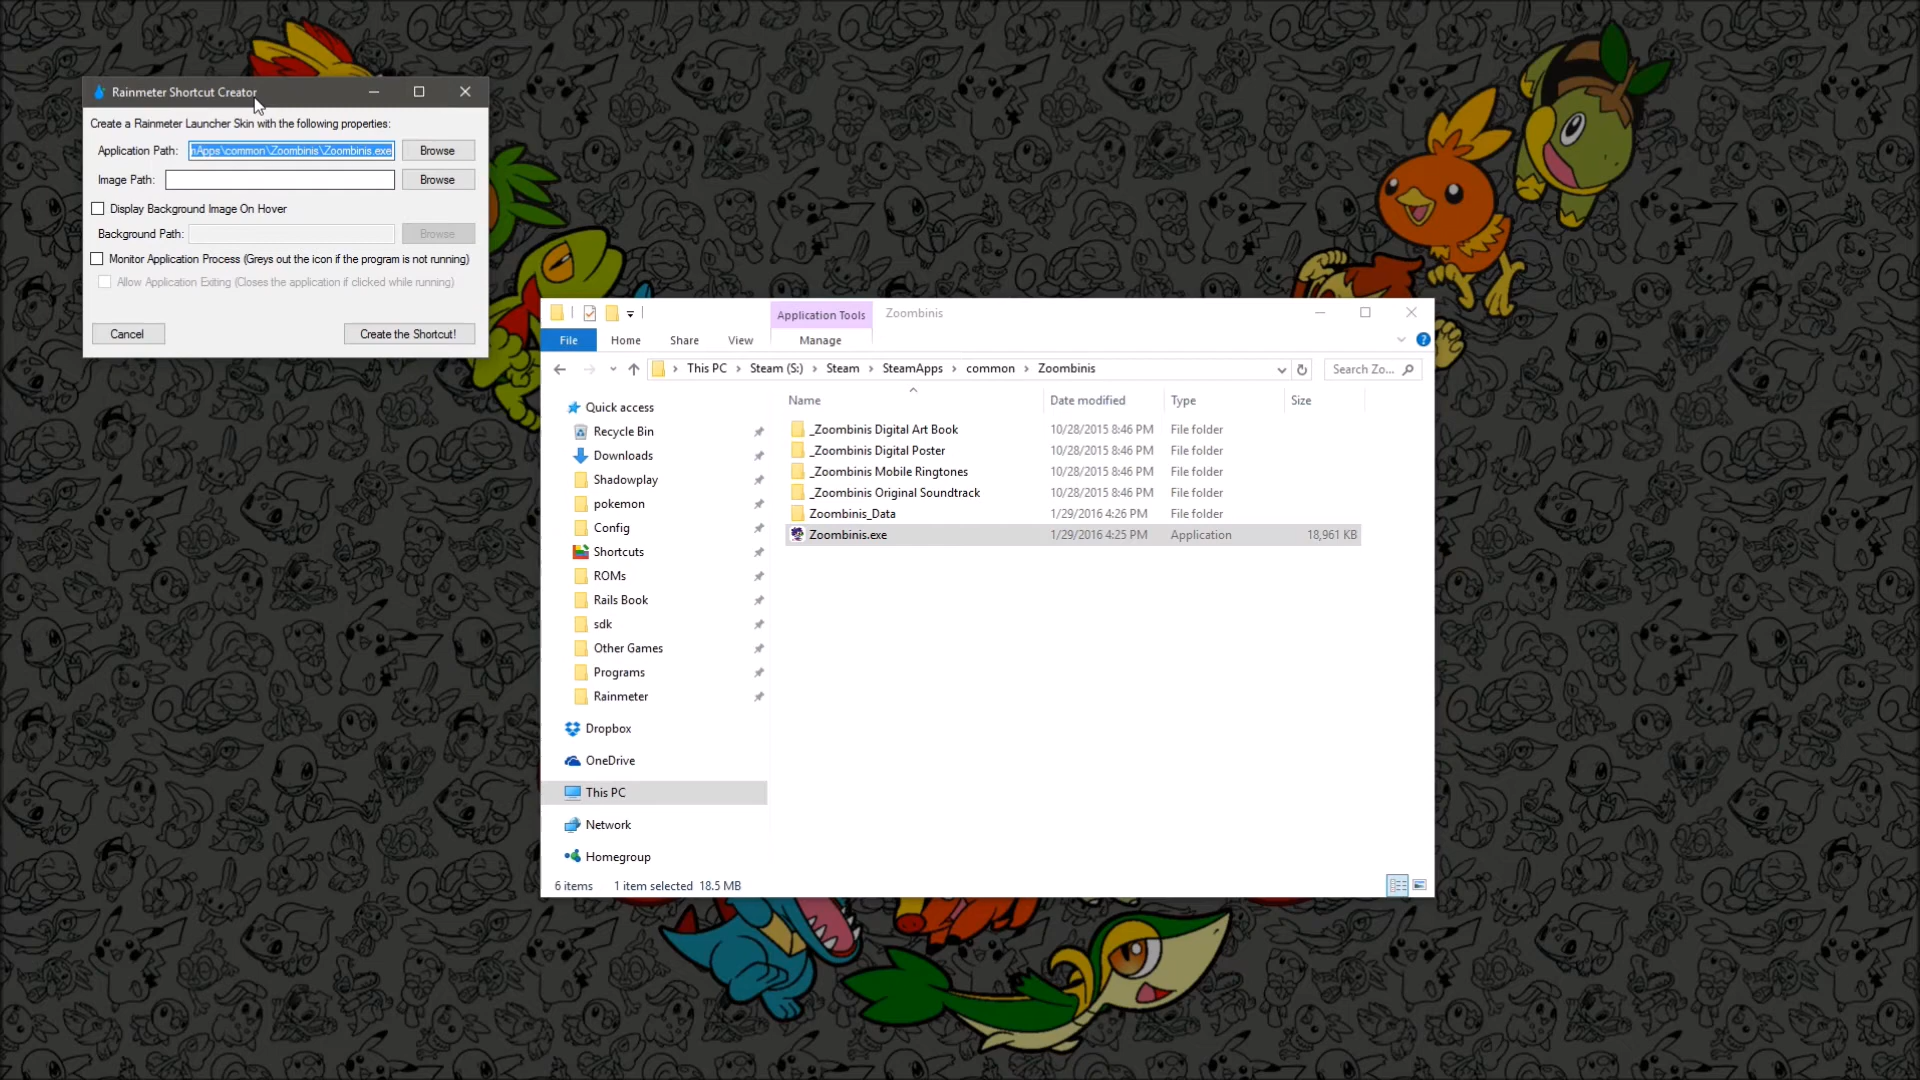 Rainmeter Shortcut Creator
Create a Rainmeter Launcher Skin with the following properties:
Application Path: nApps\common\Zoombinis\Zoombinis.exe Browse
Image Path: Browse
Display Background Image On Hover
Background Path: Browse
Monitor Application Process (Greys out the icon if the program is not running)
Allow Application Exiting (Closes the application if clicked while running)
Cancel Create the Shortcut!
Application Tools Zoombinis
File Home Share View Manage
This PC Steam (S:) Steam SteamApps common Zoombinis Search Zo...
Name Date modified Type Size
Quick access
Recycle Bin
Downloads
Shadowplay
pokemon
Config
Shortcuts
ROMs
Rails Book
sdk
Other Games
Programs
Rainmeter
Dropbox
OneDrive
This PC
Network
Homegroup
_Zoombinis Digital Art Book 10/28/2015 8:46 PM File folder
_Zoombinis Digital Poster 10/28/2015 8:46 PM File folder
_Zoombinis Mobile Ringtones 10/28/2015 8:46 PM File folder
_Zoombinis Original Soundtrack 10/28/2015 8:46 PM File folder
Zoombinis_Data 1/29/2016 4:26 PM File folder
Zoombinis.exe 1/29/2016 4:25 PM Application 18,961 KB
6 items 1 item selected 18.5 MB